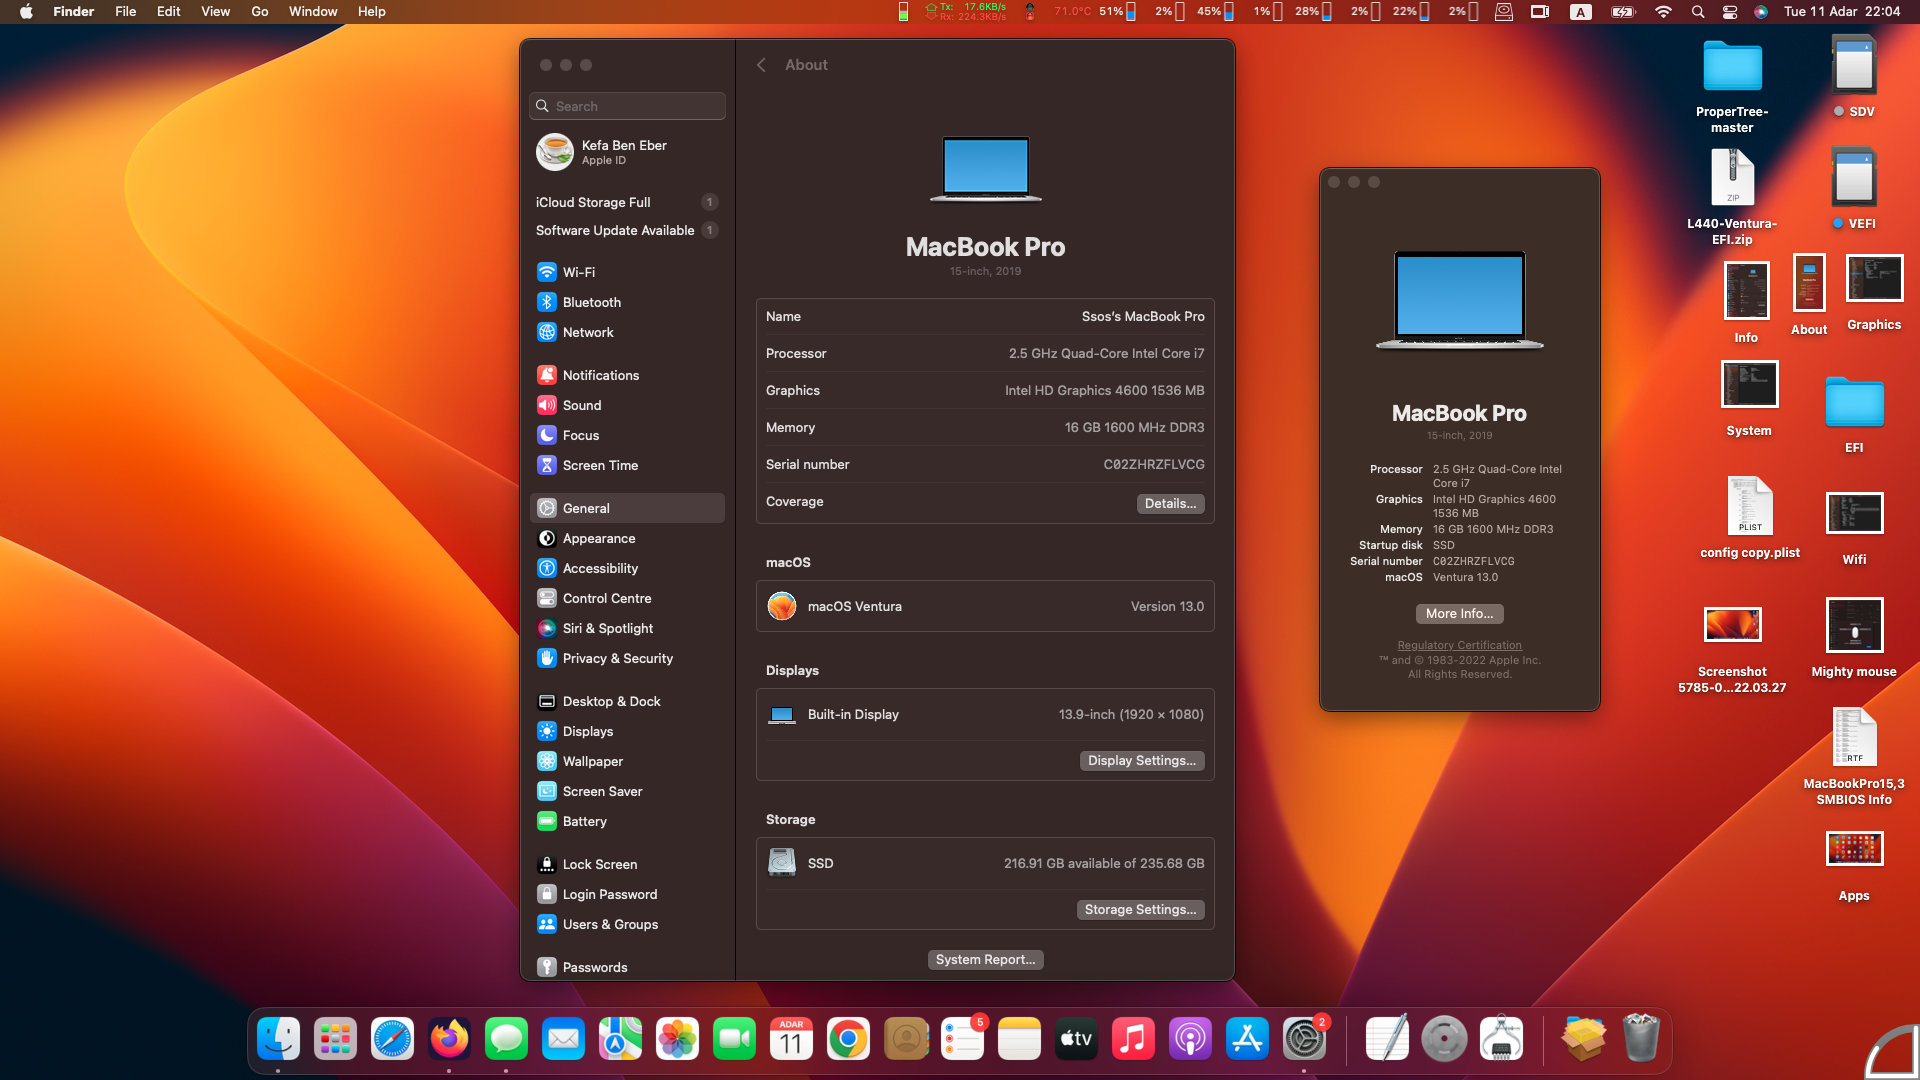 Finder File Edit View Go Window Help
Tx: 17.6KB/s
Rx: 224.3KB/s
71.0°C 51% 2% 45% 1% 28% 2% 22% 2% A Tue 11 Adar 22:04
Search
Kefa Ben Eber
Apple ID
iCloud Storage Full 1
Software Update Available 1
Wi-Fi
Bluetooth
Network
Notifications
Sound
Focus
Screen Time
General
Appearance
Accessibility
Control Centre
Siri & Spotlight
Privacy & Security
Desktop & Dock
Displays
Wallpaper
Screen Saver
Battery
Lock Screen
Login Password
Users & Groups
Passwords
About
MacBook Pro
15-inch, 2019
Name Ssos's MacBook Pro
Processor 2.5 GHz Quad-Core Intel Core i7
Graphics Intel HD Graphics 4600 1536 MB
Memory 16 GB 1600 MHz DDR3
Serial number C02ZHRZFLVCG
Coverage Details...
macOS
macOS Ventura Version 13.0
Displays
Built-in Display 13.9-inch (1920 × 1080)
Display Settings...
Storage
SSD 216.91 GB available of 235.68 GB
Storage Settings...
System Report...
MacBook Pro
15-inch, 2019
Processor 2.5 GHz Quad-Core Intel
Core i7
Graphics Intel HD Graphics 4600
1536 MB
Memory 16 GB 1600 MHz DDR3
Startup disk SSD
Serial number C02ZHRZFLVCG
macOS Ventura 13.0
More Info...
Regulatory Certification
™ and © 1983-2022 Apple Inc.
All Rights Reserved.
ProperTree-
master
SDV
ZIP
L440-Ventura-
EFI.zip
VEFI
Info
About
Graphics
System
EFI
PLIST
config copy.plist
Wifi
Screenshot
5785-0...22.03.27
Mighty mouse
RTF
MacBookPro15,3
SMBIOS Info
Apps
ADAR
11
5
tv
2